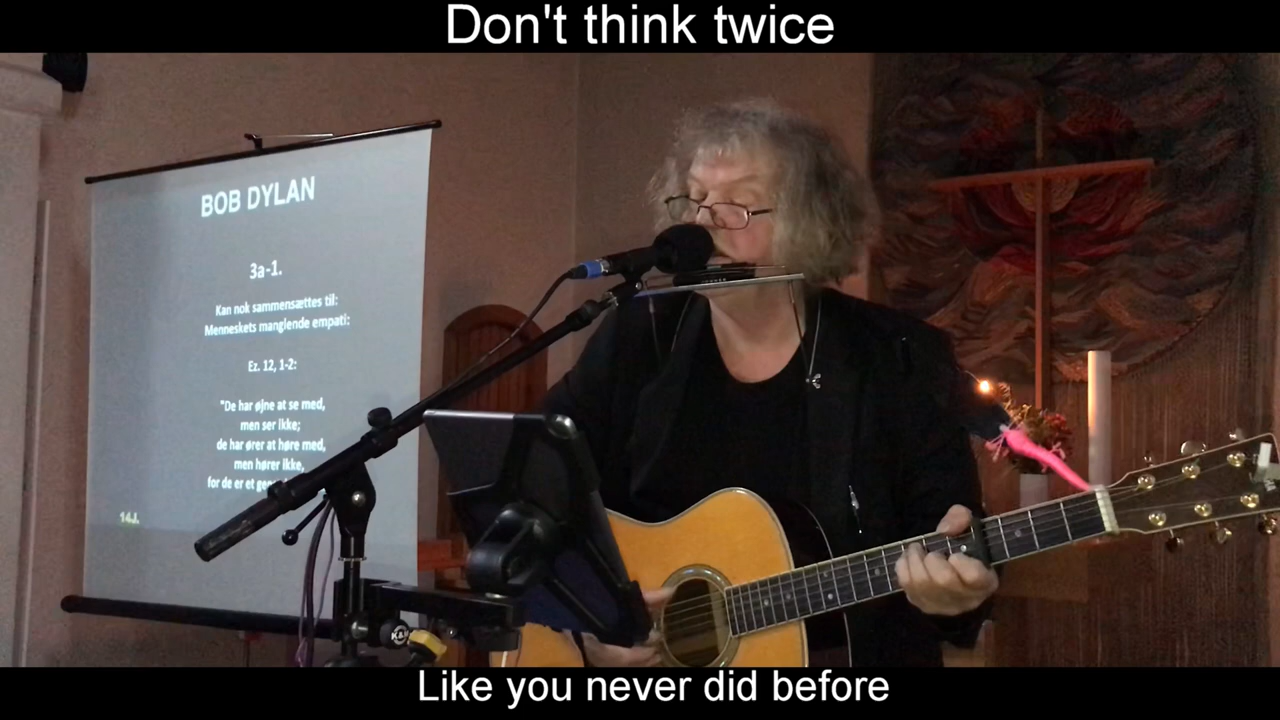 Don't think twice
BOB DYLAN
3a-1.
Kan nok sammensættes til:
Menneskets manglende empati:
Ez. 12, 1-2:
"De har øjne at se med,
men ser ikke;
de har ører at høre med,
men hører ikke,
for de er et
14J.
K&M
Like you never did before